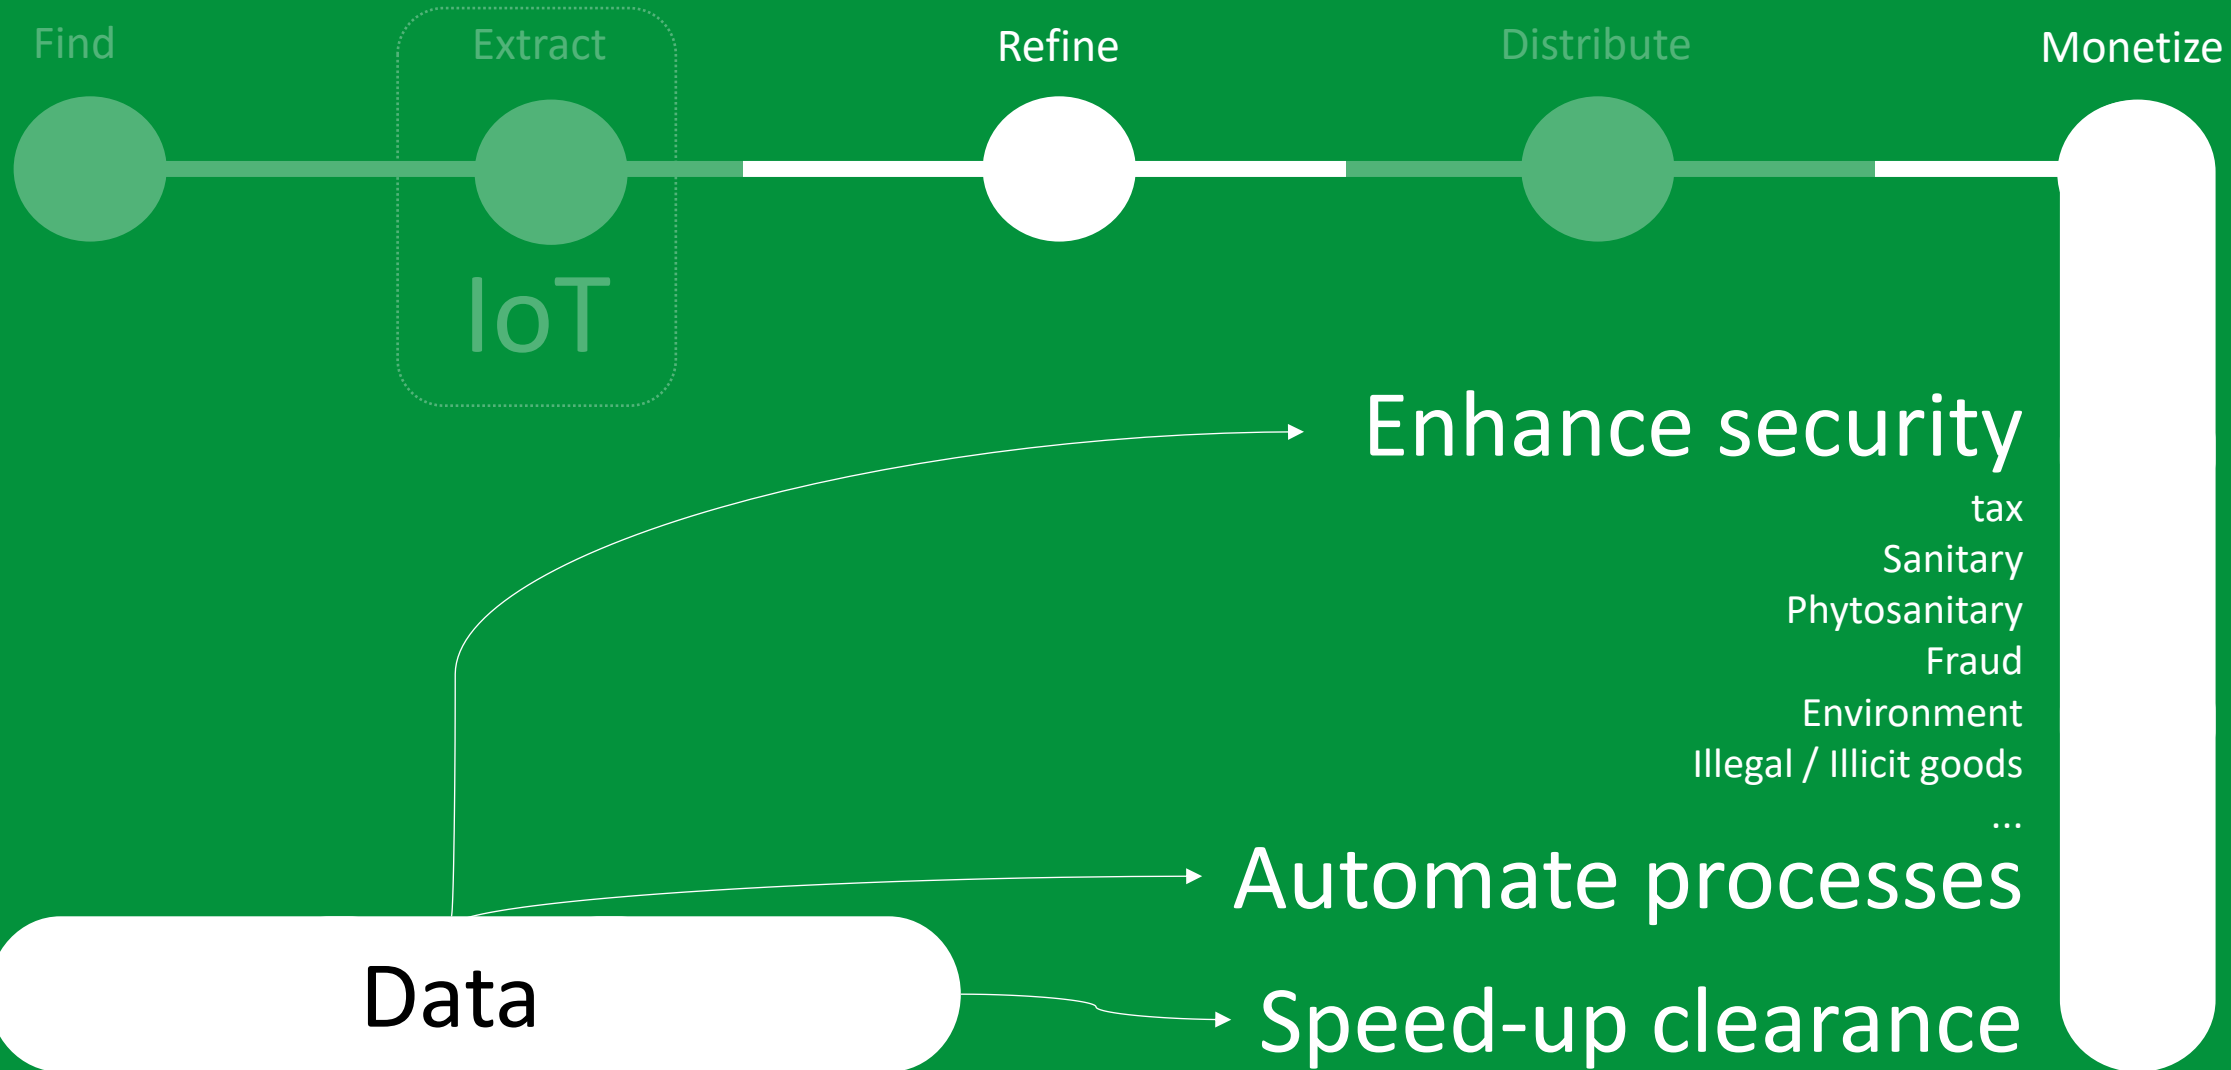 Find
Extract
Refine
Distribute
Monetize
IoT
Enhance security
tax
Sanitary
Phytosanitary
Fraud
Environment
Illegal / Illicit goods
...
Automate processes
Data
Speed-up clearance